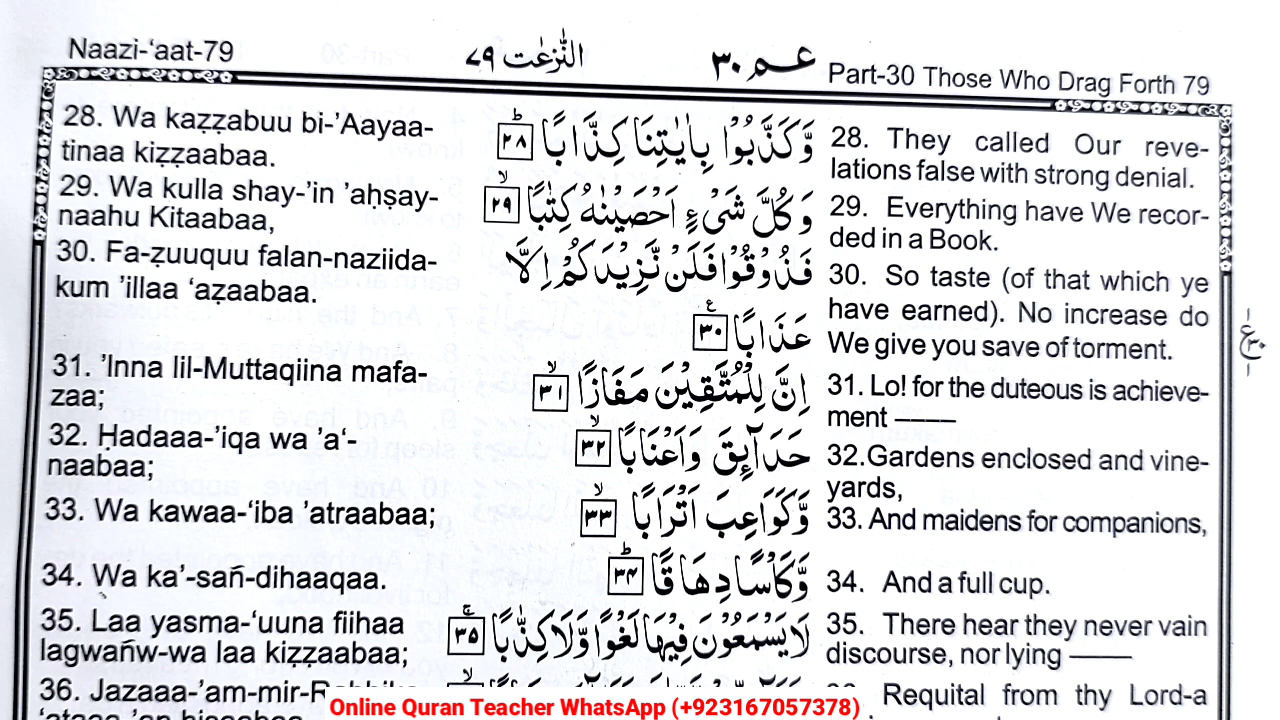 Naazi-‘aat-79
النّٰزعٰت ٧٩
عـم ٣٠
Part-30 Those Who Drag Forth 79
28. Wa kaẓẓabuu bi-’Aayaa-
tinaa kiẓẓaabaa.
29. Wa kulla shay-’in ’aḥṣay-
naahu Kitaabaa,
30. Fa-ẓuuquu falan-naziida-
kum ’illaa ‘aẓaabaa.
31. ’Inna lil-Muttaqiina mafa-
zaa;
32. Ḥadaaa-’iqa wa ’a‘-
naabaa;
33. Wa kawaa-‘iba ’atraabaa;
34. Wa ka’-sañ-dihaaqaa.
35. Laa yasma-‘uuna fiihaa
lagwañw-wa laa kiẓẓaabaa;
36. Jazaaa-’am-mir-
وَّكَذَّبُوْا بِاٰيٰتِنَا كِذَّابًا ٢٨
وَكُلَّ شَىْءٍ اَحْصَيْنٰهُ كِتٰبًا ٢٩
فَذُوْقُوْا فَلَنْ نَّزِيْدَكُمْ اِلَّا
عَذَابًا ٣٠
اِنَّ لِلْمُتَّقِيْنَ مَفَازًا ٣١
حَدَآئِقَ وَاَعْنَابًا ٣٢
وَّكَوَاعِبَ اَتْرَابًا ٣٣
وَّكَاْسًا دِهَاقًا ٣٤
لَا يَسْمَعُوْنَ فِيْهَا لَغْوًا وَّلَا كِذّٰبًا ٣٥
28. They called Our reve-
lations false with strong denial.
29. Everything have We recor-
ded in a Book.
30. So taste (of that which ye
have earned). No increase do
We give you save of torment.
31. Lo! for the duteous is achieve-
ment ——
32.Gardens enclosed and vine-
yards,
33. And maidens for companions,
34. And a full cup.
35. There hear they never vain
discourse, nor lying ——
Requital from thy Lord-a
Online Quran Teacher WhatsApp (+923167057378)